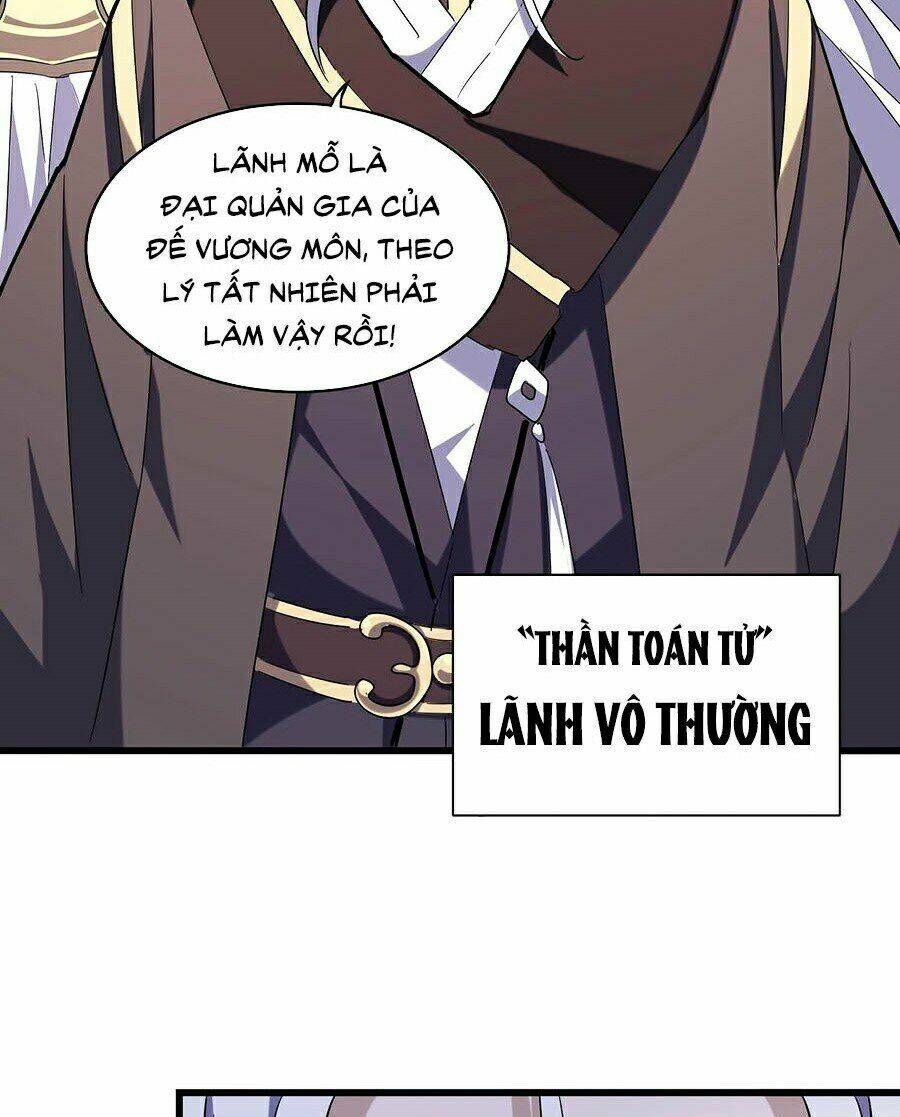 LÃNH MỖ LÀ
ĐẠI QUẢN GIA CỦA
ĐẾ VƯƠNG MÔN, THEO
LÝ TẤT NHIÊN PHẢI
LÀM VẬY RỒI!
"THẦN TOÁN TỬ"
LÃNH VÔ THƯỜNG